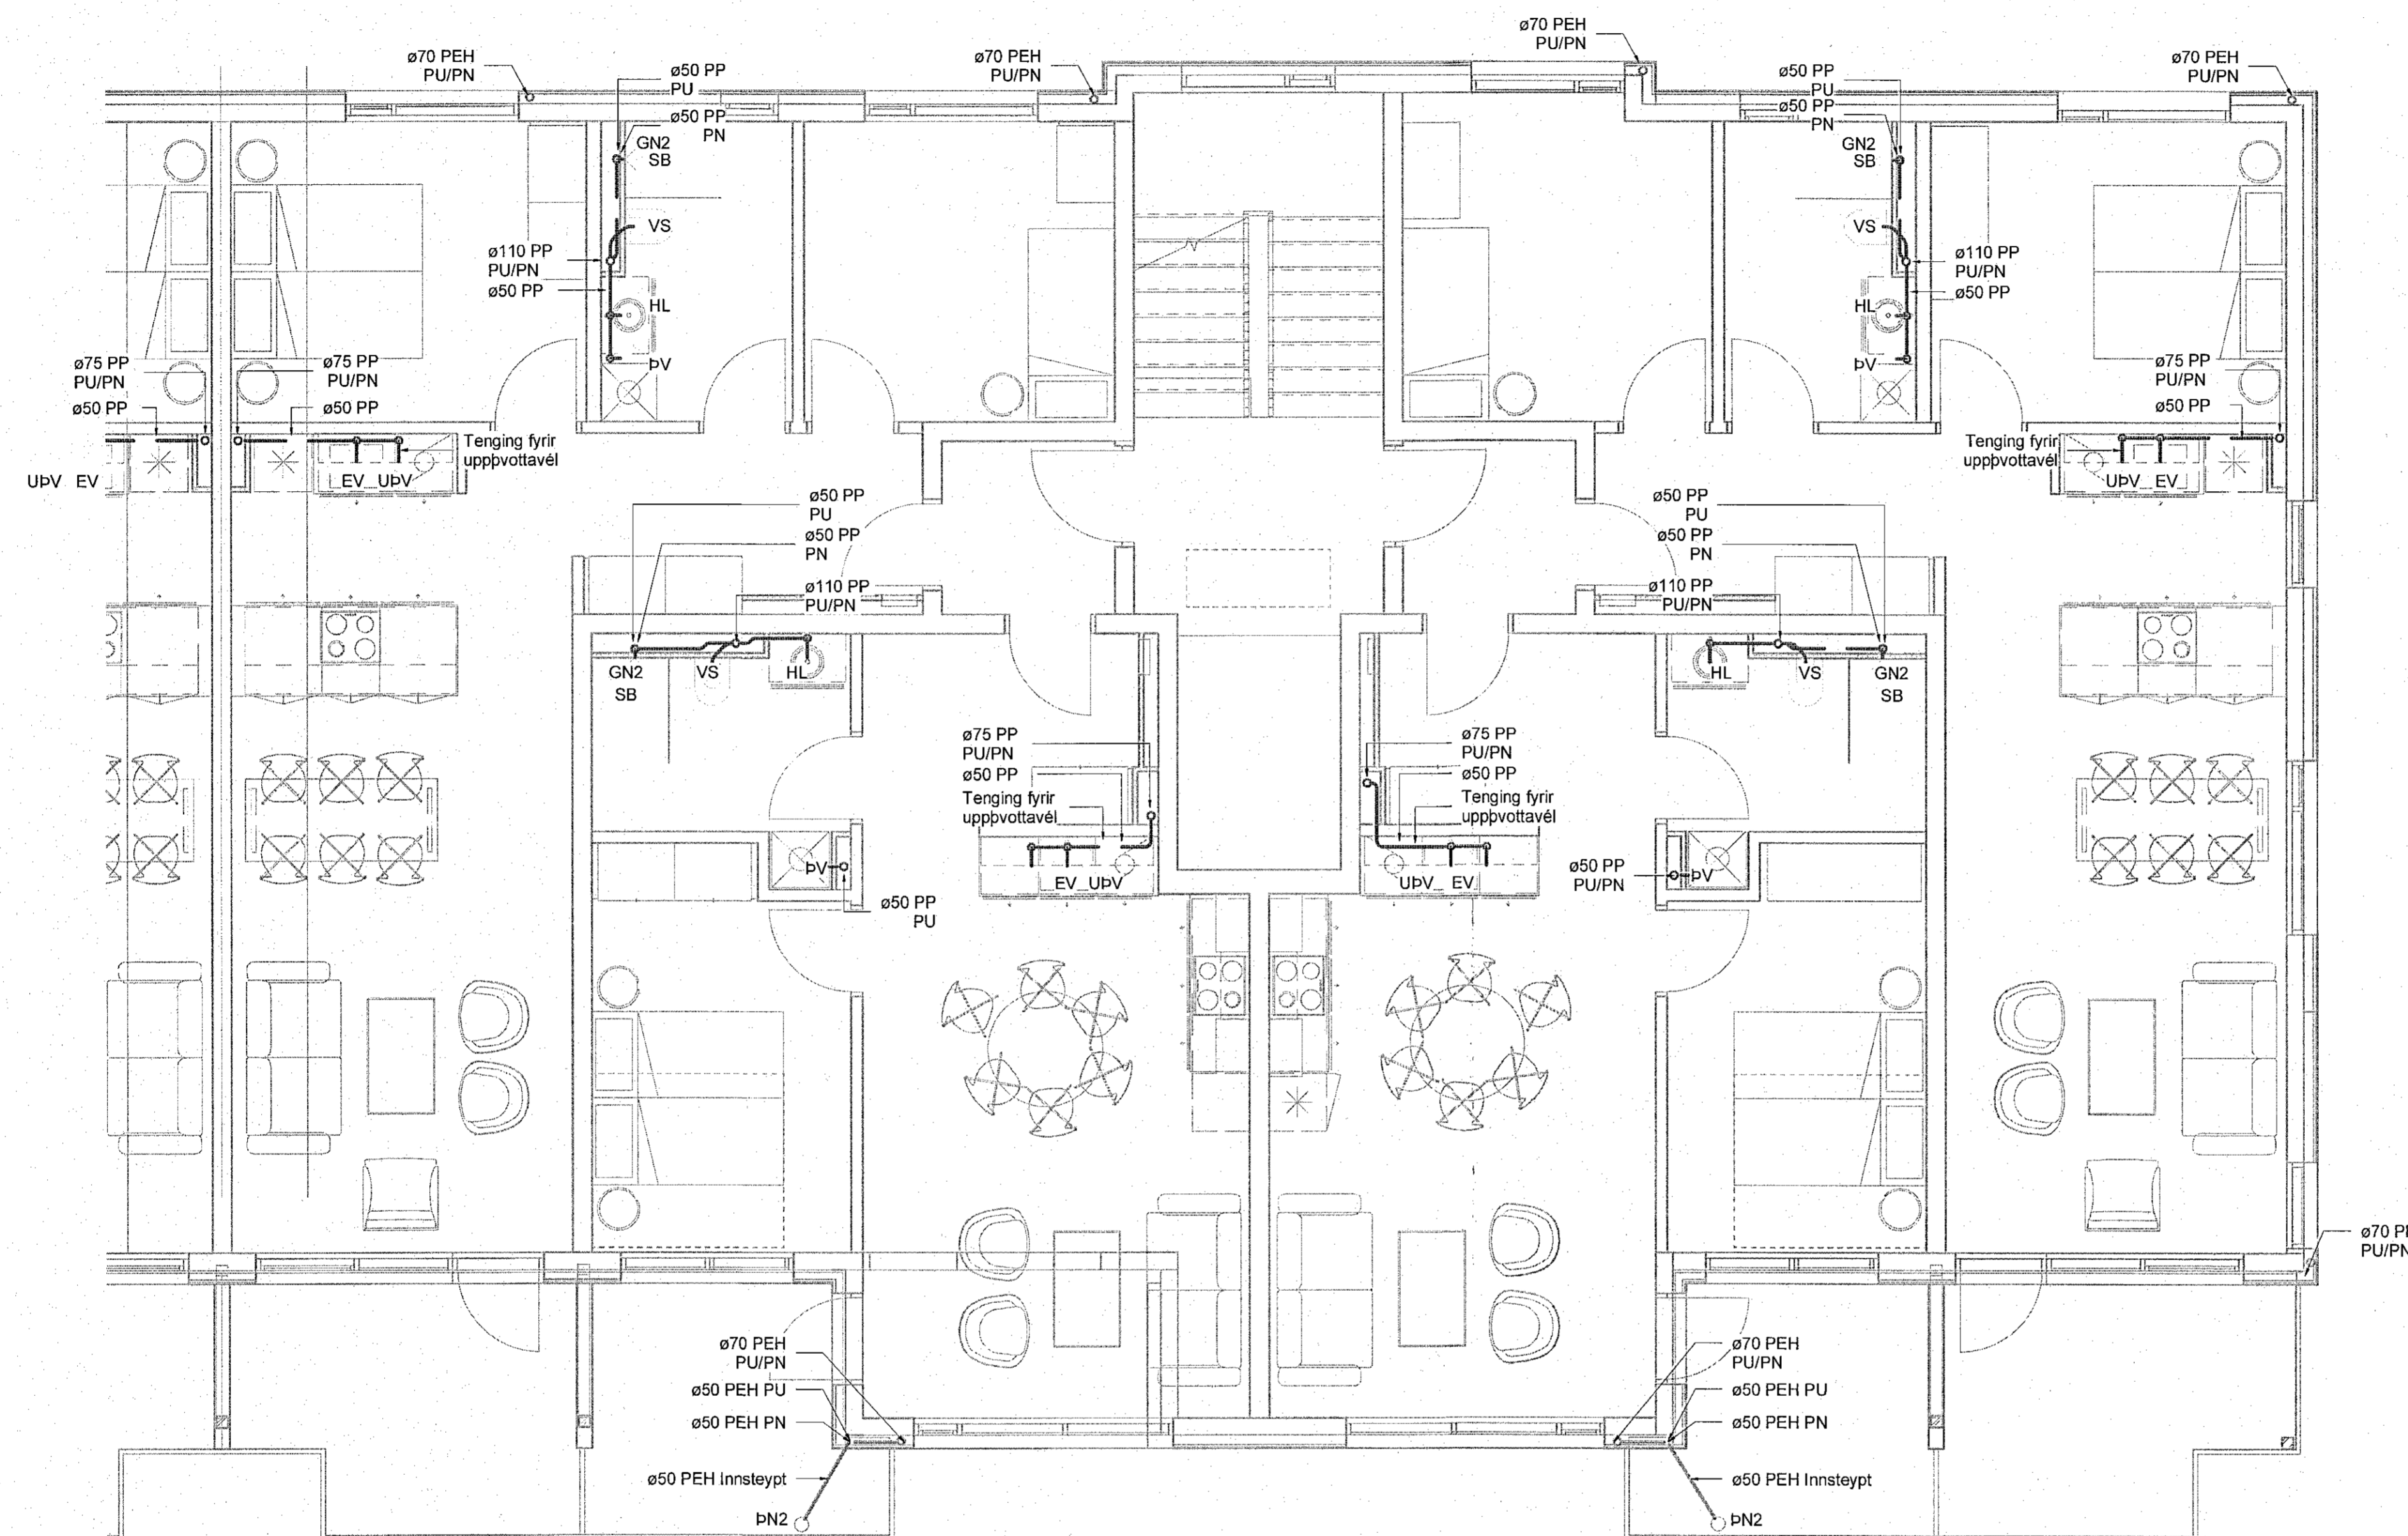 ø70 PEH
PU/PN
ø50 PP
PU
ø50 PP
PN
GN2
SB
VS
ø110 PP
PU/PN
ø50 PP
HL
ÞV
ø70 PEH
PU/PN
ø70 PEH
PU/PN
ø50 PP
PU
ø50 PP
PN
GN2
SB
VS
ø110 PP
PU/PN
ø50 PP
HL
ÞV
ø70 PEH
PU/PN
ø75 PP
PU/PN
ø50 PP
ø75 PP
PU/PN
ø50 PP
UÞV EV
EV UÞV
Tenging fyrir
uppþvottavél
ø75 PP
PU/PN
ø50 PP
Tenging fyrir
uppþvottavél
UÞV EV
ø50 PP
PU
ø50 PP
PN
ø110 PP
PU/PN
GN2
SB
VS
HL
ø50 PP
PU
ø50 PP
PN
ø110 PP
PU/PN
HL
VS
GN2
SB
ø75 PP
PU/PN
ø50 PP
Tenging fyrir
uppþvottavél
EV UÞV
ÞV
ø50 PP
PU
ø75 PP
PU/PN
ø50 PP
Tenging fyrir
uppþvottavél
UÞV EV
ø50 PP
PU/PN
ÞV
ø70 PE
PU/PN
ø70 PEH
PU/PN
ø50 PEH PU
ø50 PEH PN
ø50 PEH Innsteypt
ÞN2
ø70 PEH
PU/PN
ø50 PEH PU
ø50 PEH PN
ø50 PEH Innsteypt
ÞN2